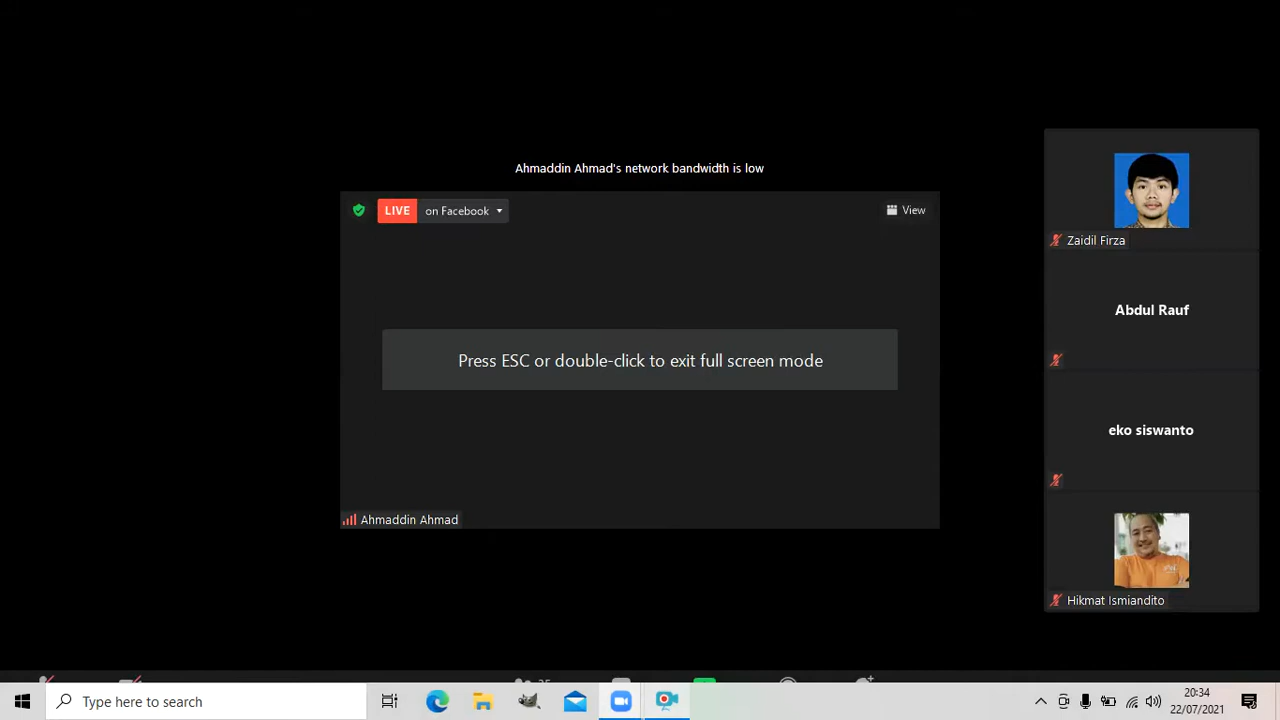 Ahmaddin Ahmad's network bandwidth is low
LIVE on Facebook
View
Press ESC or double-click to exit full screen mode
Ahmaddin Ahmad
Zaidil Firza
Abdul Rauf
eko siswanto
Hikmat Ismiandito
Type here to search
20:34
22/07/2021